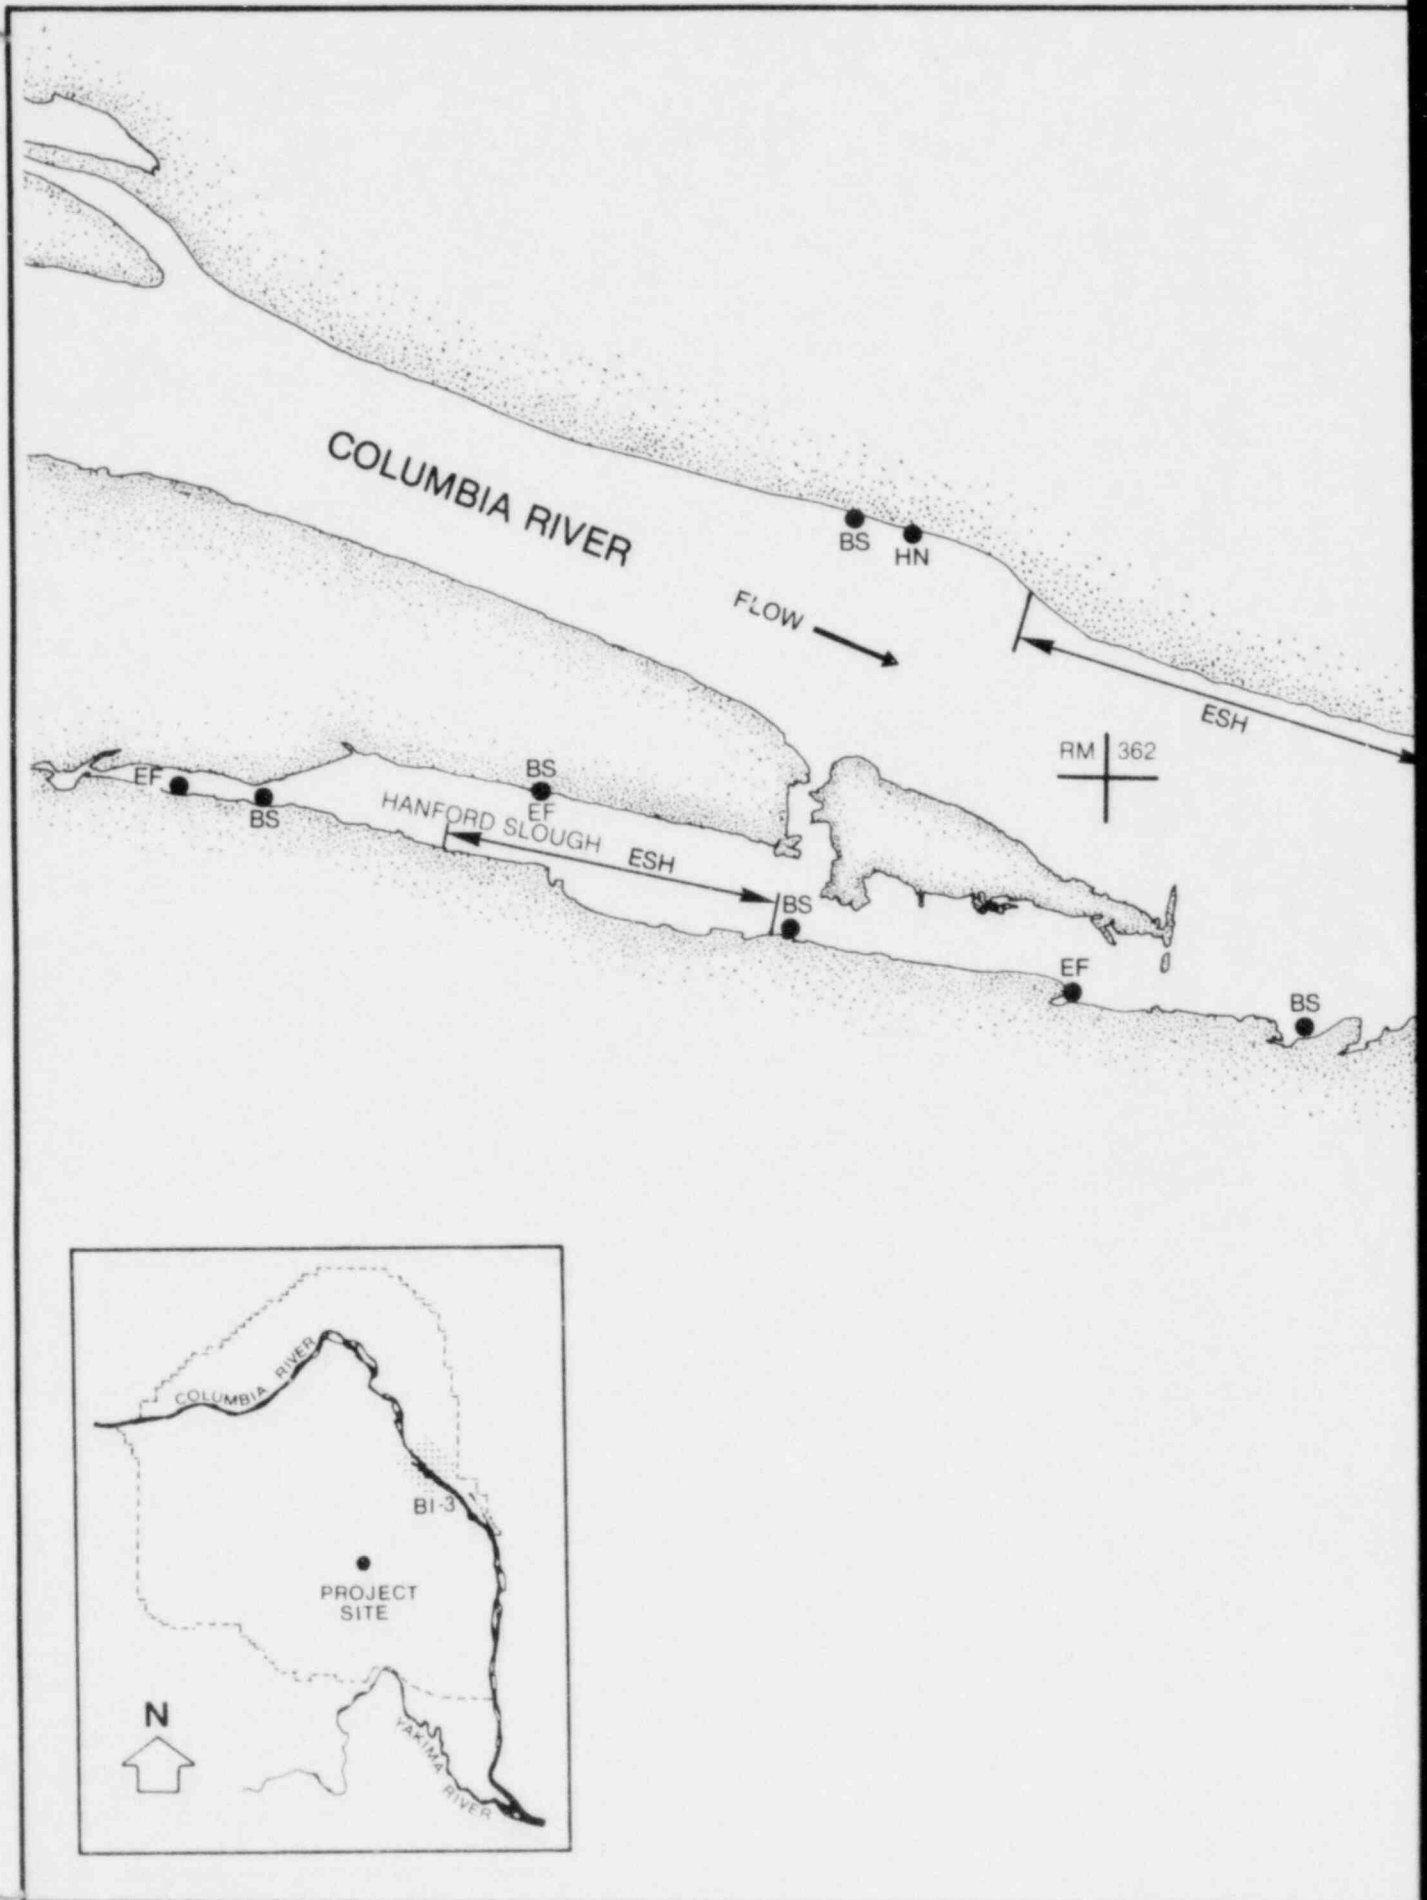 COLUMBIA RIVER
BS
HN
FLOW
ESH
RM 362
EF
BS
BS
EF
HANFORD SLOUGH
ESH
BS
EF
BS
COLUMBIA RIVER
BI-3
PROJECT
SITE
N
YAKIMA RIVER